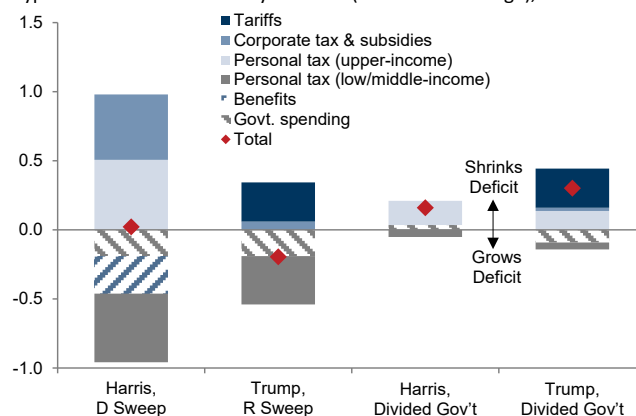 1.5
1.0
0.5
0.0
-0.5
-1.0
Tariffs
Corporate tax & subsidies
Personal tax (upper-income)
Personal tax (low/middle-income)
Benefits
Govt. spending
Total
Shrinks
Deficit
Grows
Deficit
Harris,
D Sweep
Trump,
R Sweep
Harris,
Divided Gov't
Trump,
Divided Gov't